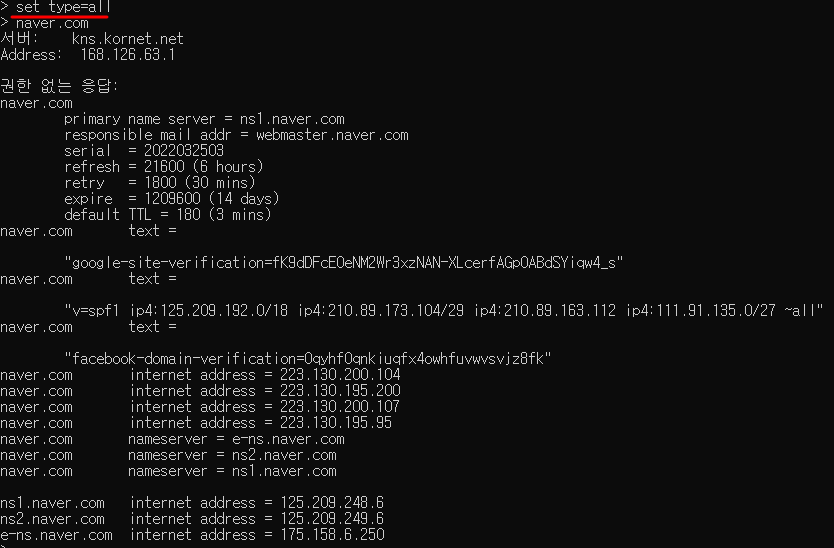 > set type=all
> naver.com
서버:    kns.kornet.net
Address:  168.126.63.1

권한 없는 응답:
naver.com
        primary name server = ns1.naver.com
        responsible mail addr = webmaster.naver.com
        serial  = 2022032503
        refresh = 21600 (6 hours)
        retry   = 1800 (30 mins)
        expire  = 1209600 (14 days)
        default TTL = 180 (3 mins)
naver.com       text =

        "google-site-verification=fK9dDFcEOeNM2Wr3xzNAN-XLcerfAGpOABdSYiqw4_s"
naver.com       text =

        "v=spf1 ip4:125.209.192.0/18 ip4:210.89.173.104/29 ip4:210.89.163.112 ip4:111.91.135.0/27 ~all"
naver.com       text =

        "facebook-domain-verification=0qyhf0qnkiuqfx4owhfuvwvsvjz8fk"
naver.com       internet address = 223.130.200.104
naver.com       internet address = 223.130.195.200
naver.com       internet address = 223.130.200.107
naver.com       internet address = 223.130.195.95
naver.com       nameserver = e-ns.naver.com
naver.com       nameserver = ns2.naver.com
naver.com       nameserver = ns1.naver.com

ns1.naver.com   internet address = 125.209.248.6
ns2.naver.com   internet address = 125.209.249.6
e-ns.naver.com  internet address = 175.158.6.250
>